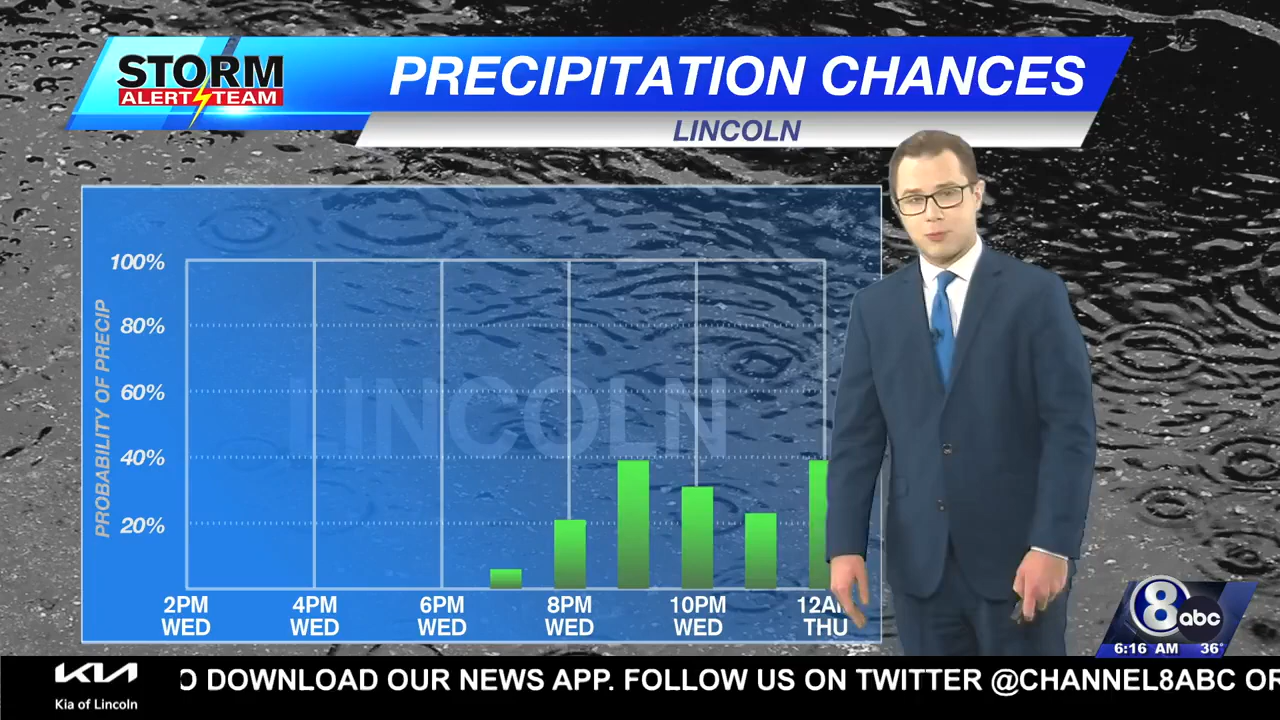 STORM
ALERT TEAM
PRECIPITATION CHANCES
LINCOLN
PROBABILITY OF PRECIP
100%
80%
60%
40%
20%
LINCOLN
2PM
WED
4PM
WED
6PM
WED
8PM
WED
10PM
WED
12A
THU
8 abc
6:16 AM 36°
KIA
Kia of Lincoln
O DOWNLOAD OUR NEWS APP. FOLLOW US ON TWITTER @CHANNEL8ABC OR